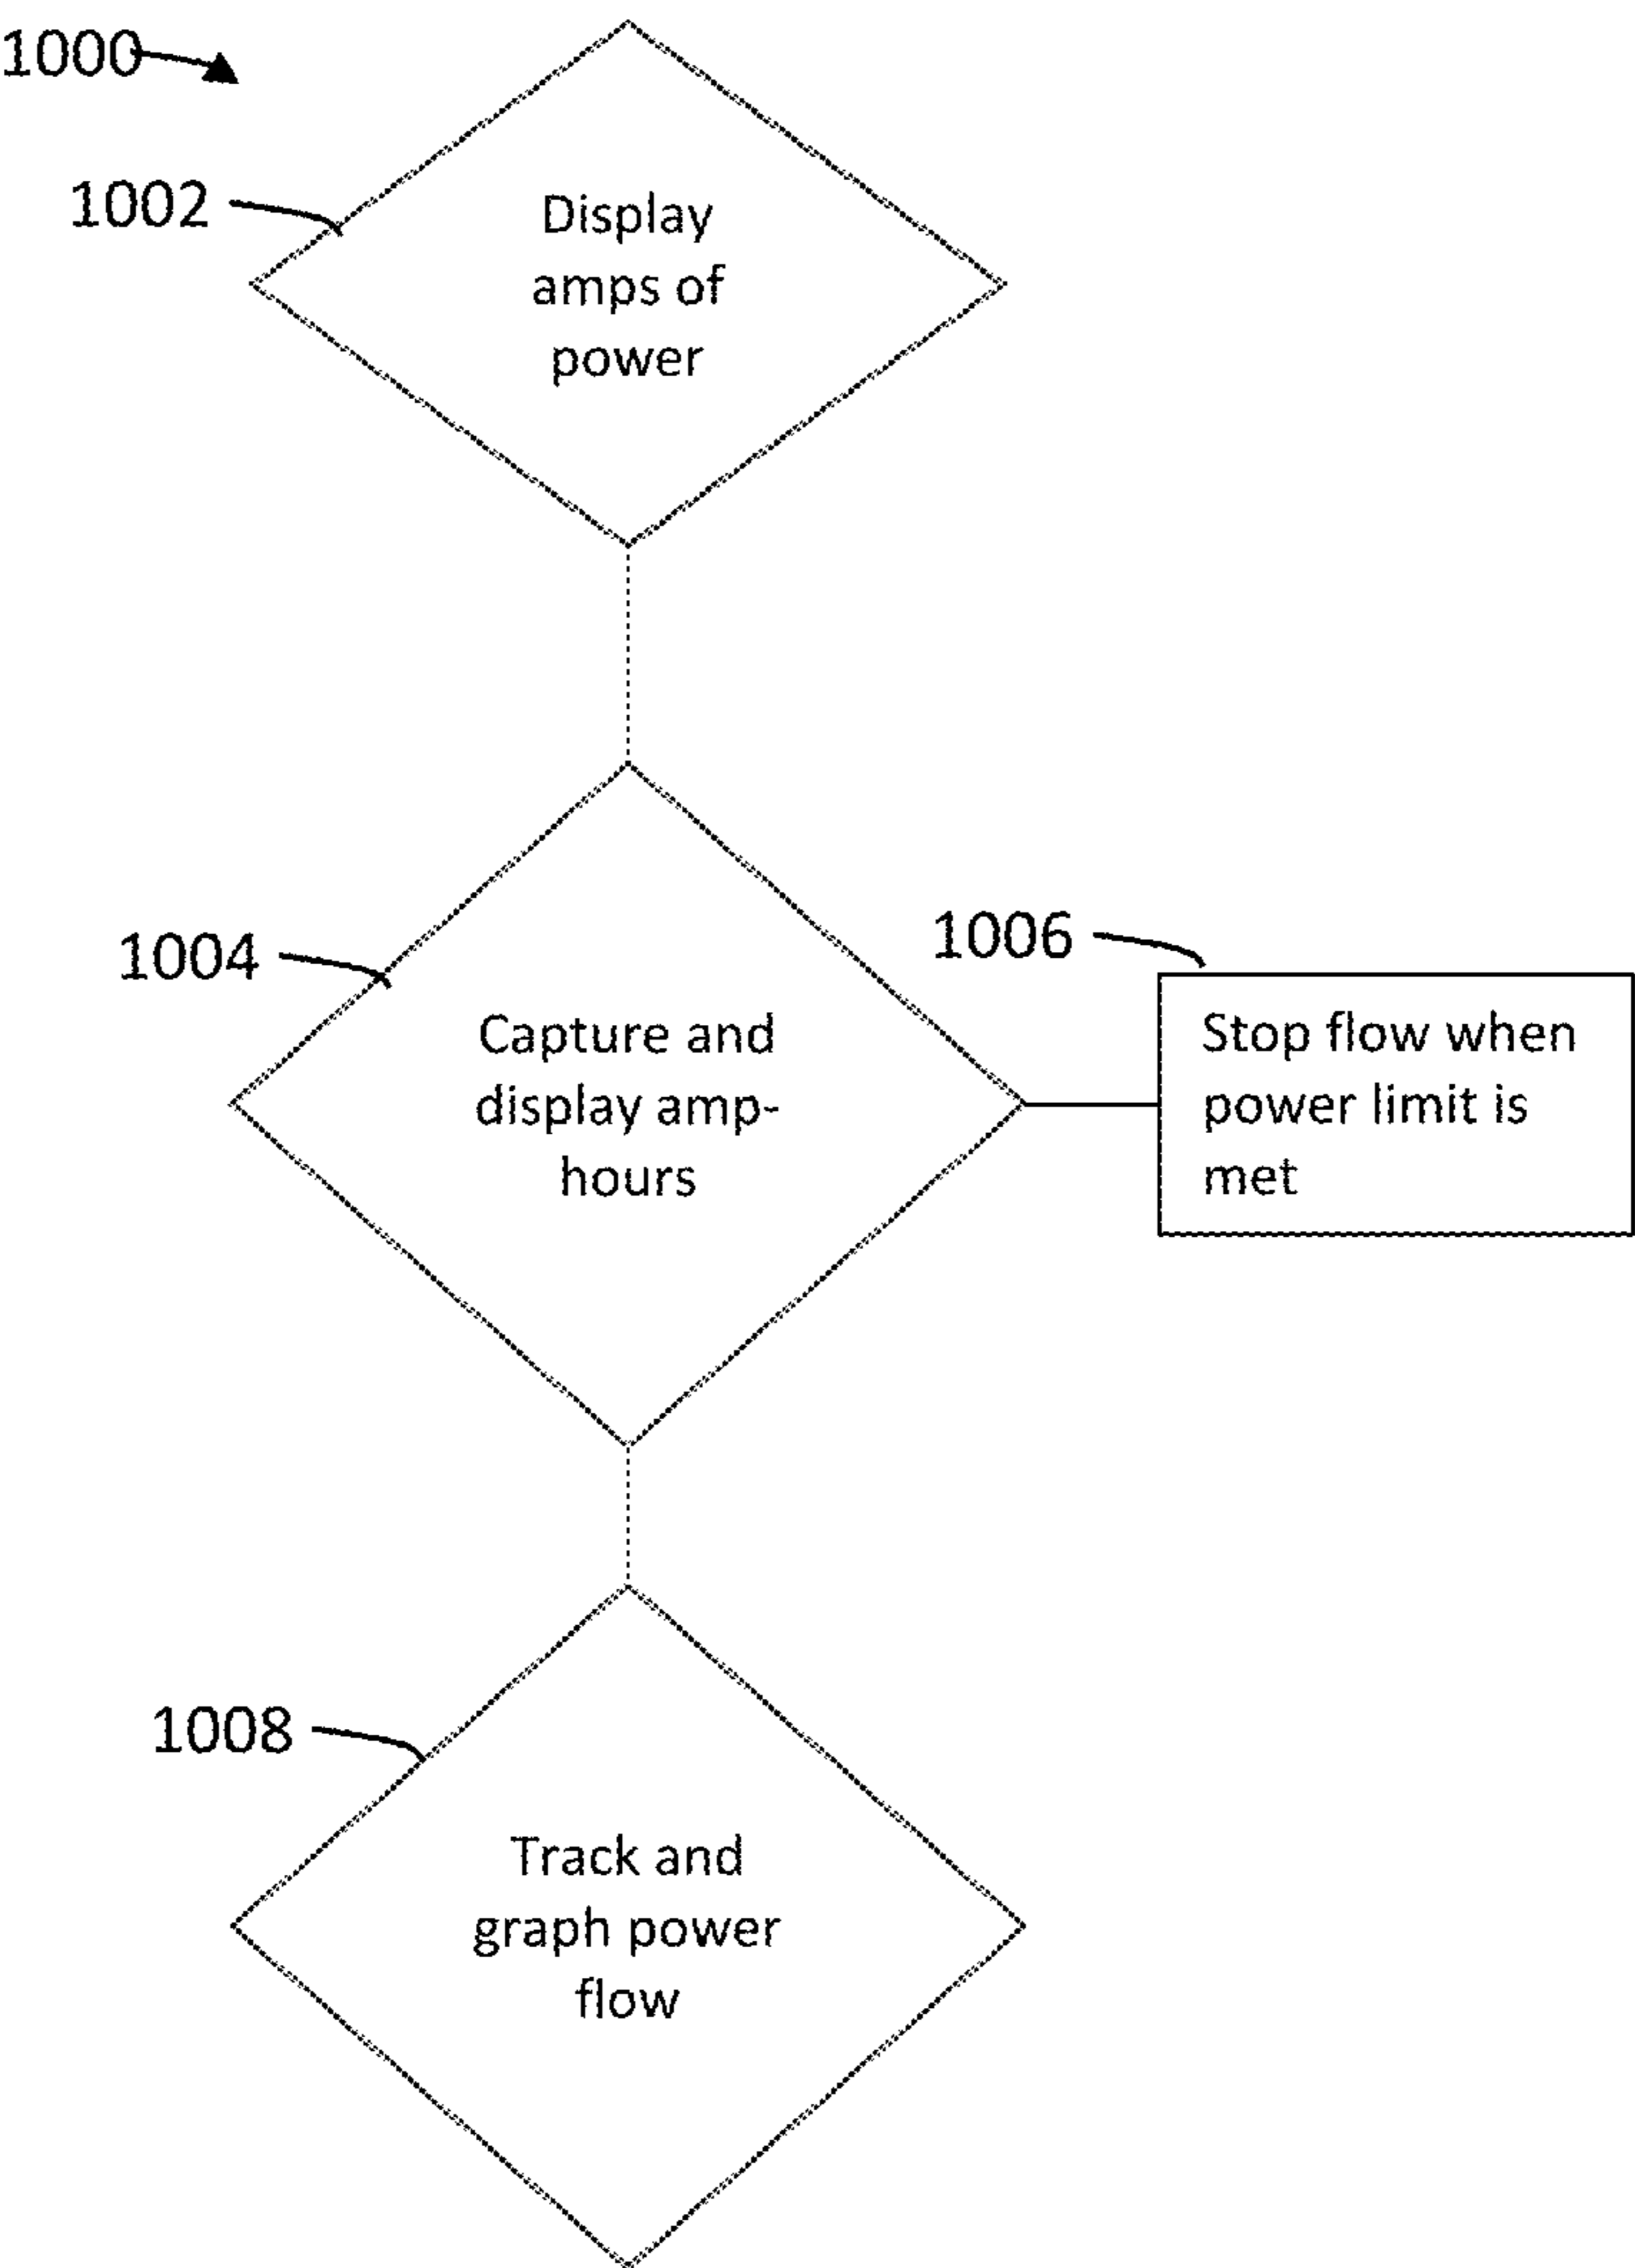 1000
1002
Display
amps of
power
1004
Capture and
display amp-
hours
1006
Stop flow when
power limit is
met
1008
Track and
graph power
flow